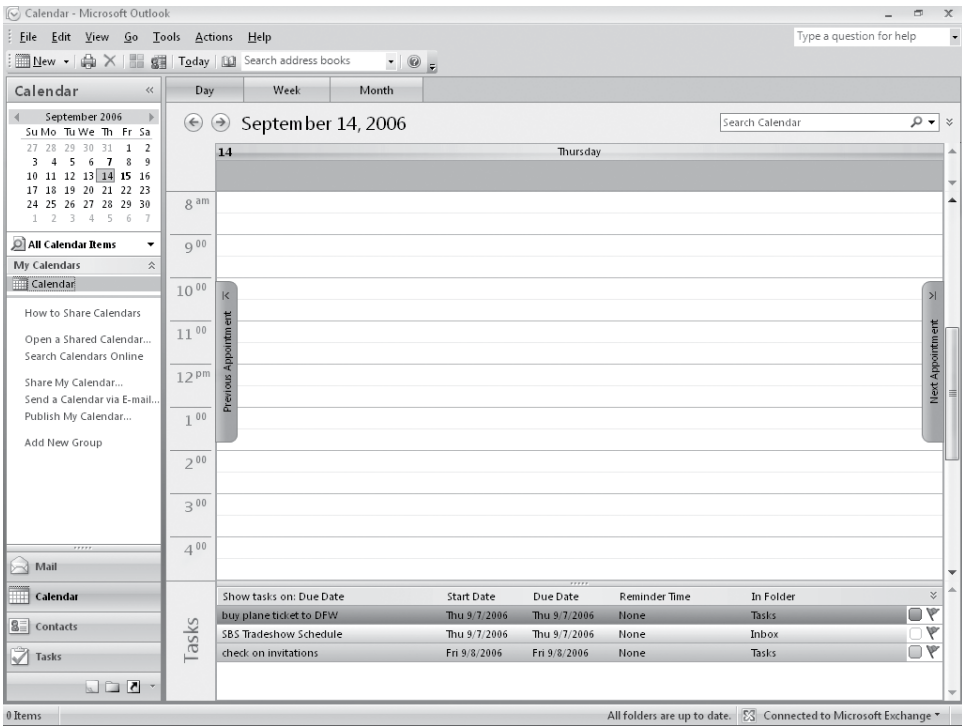 Calendar - Microsoft Outlook
File Edit View Go Tools Actions Help
Type a question for help
New Today Search address books
Calendar
September 2006
Su Mo Tu We Th Fr Sa
27 28 29 30 31 1 2
3 4 5 6 7 8 9
10 11 12 13 14 15 16
17 18 19 20 21 22 23
24 25 26 27 28 29 30
1 2 3 4 5 6 7
All Calendar Items
My Calendars
Calendar
How to Share Calendars
Open a Shared Calendar...
Search Calendars Online
Share My Calendar...
Send a Calendar via E-mail...
Publish My Calendar...
Add New Group
Mail
Calendar
Contacts
Tasks
Day Week Month
September 14, 2006
Search Calendar
14 Thursday
8 am
9 00
10 00
11 00
12 pm
1 00
2 00
3 00
4 00
Previous Appointment
Next Appointment
Tasks
Show tasks on: Due Date Start Date Due Date Reminder Time In Folder
buy plane ticket to DFW Thu 9/7/2006 Thu 9/7/2006 None Tasks
SBS Tradeshow Schedule Thu 9/7/2006 Thu 9/7/2006 None Inbox
check on invitations Fri 9/8/2006 Fri 9/8/2006 None Tasks
0 Items
All folders are up to date. Connected to Microsoft Exchange